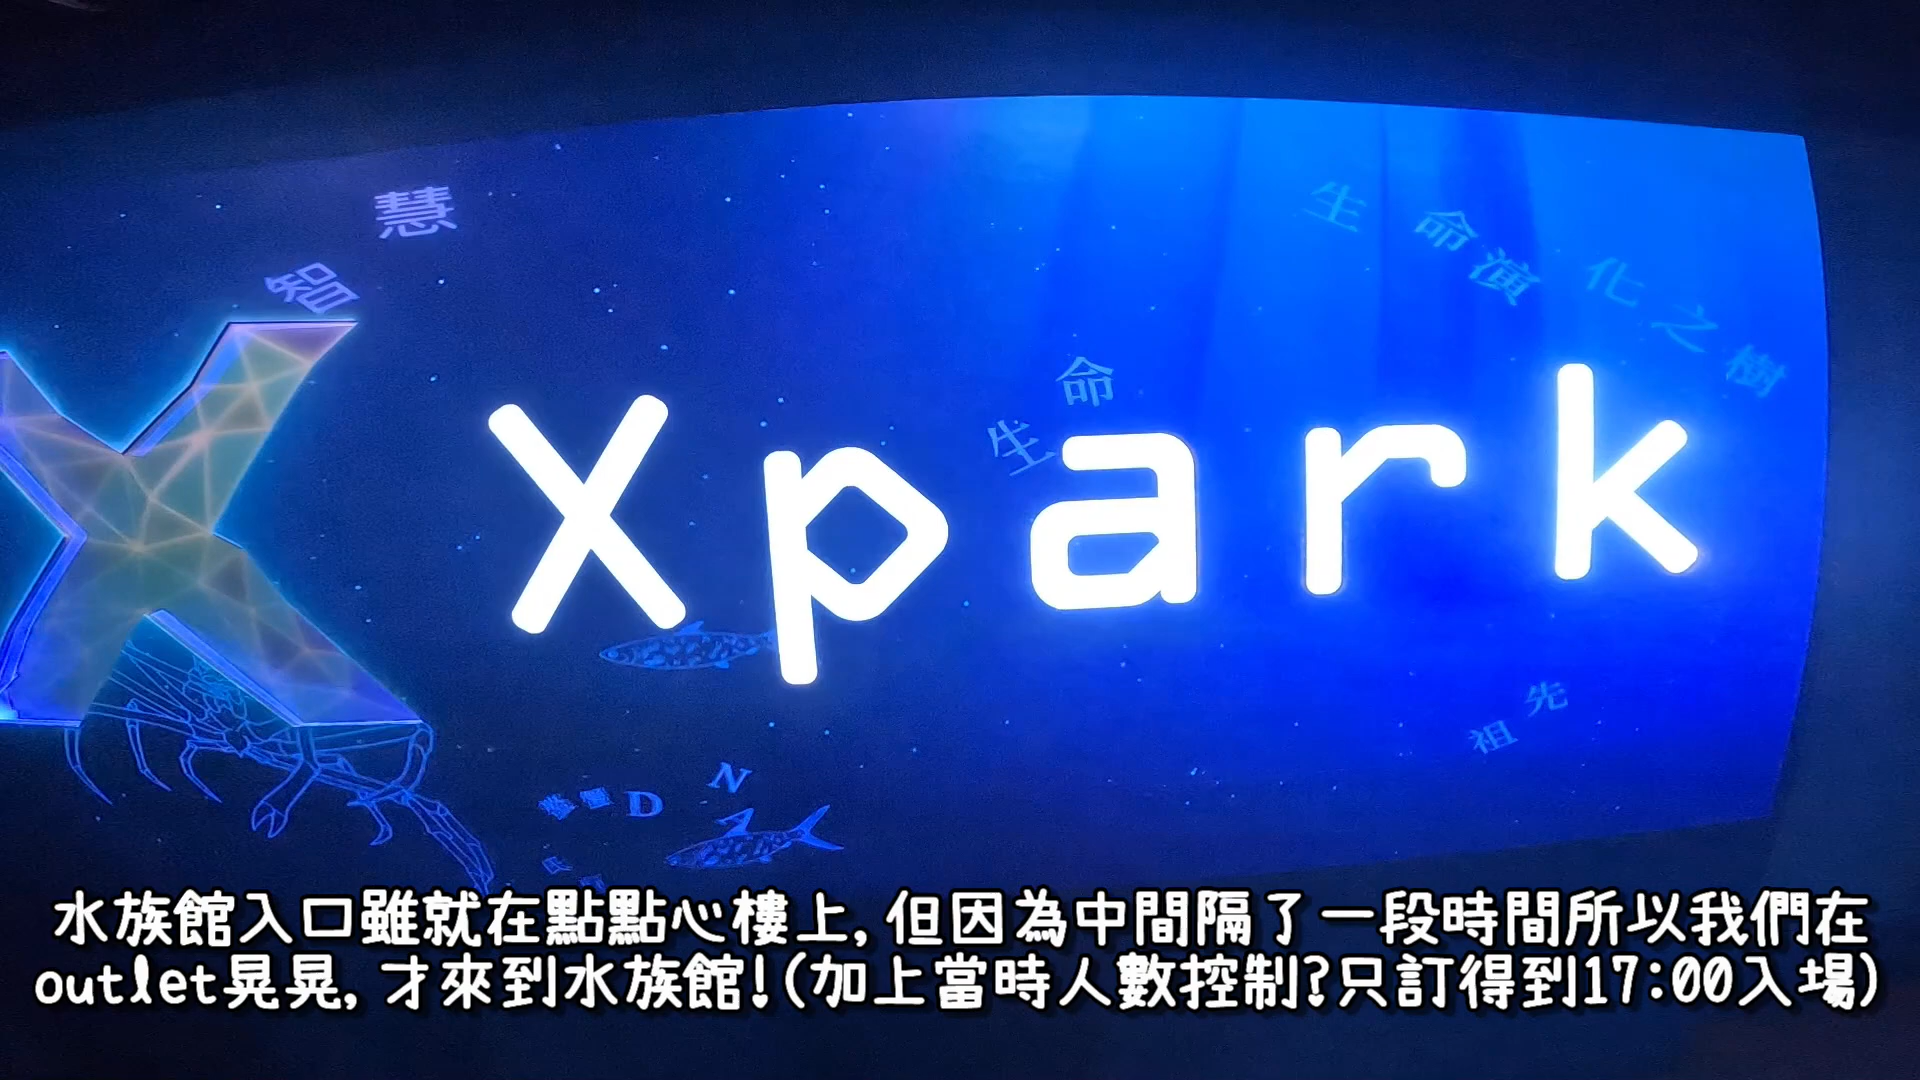 智慧
生命演化之樹
生命
Xpark
祖先
DN
水族館入口雖就在點點心樓上,但因為中間隔了一段時間所以我們在
outlet晃晃,才來到水族館!(加上當時人數控制?只訂得到17:00入場)